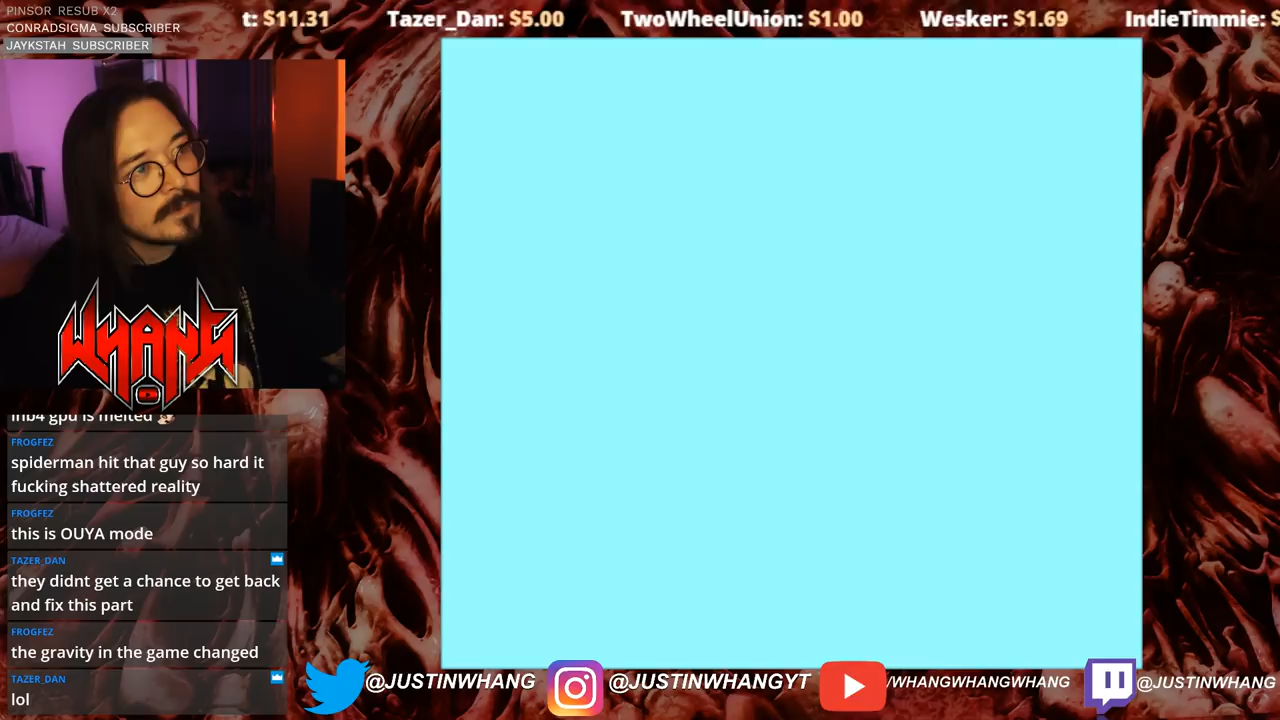 PINSOR RESUB X2
CONRADSIGMA SUBSCRIBER
JAYKSTAH SUBSCRIBER
t: $11.31 Tazer_Dan: $5.00 TwoWheelUnion: $1.00 Wesker: $1.69 IndieTimmie: $
WHANG
inb4 gpu is melted
FROGFEZ
spiderman hit that guy so hard it
fucking shattered reality
FROGFEZ
this is OUYA mode
TAZER_DAN
they didnt get a chance to get back
and fix this part
FROGFEZ
the gravity in the game changed
TAZER_DAN
lol
@JUSTINWHANG @JUSTINWHANGYT /WHANGWHANGWHANG @JUSTINWHANG